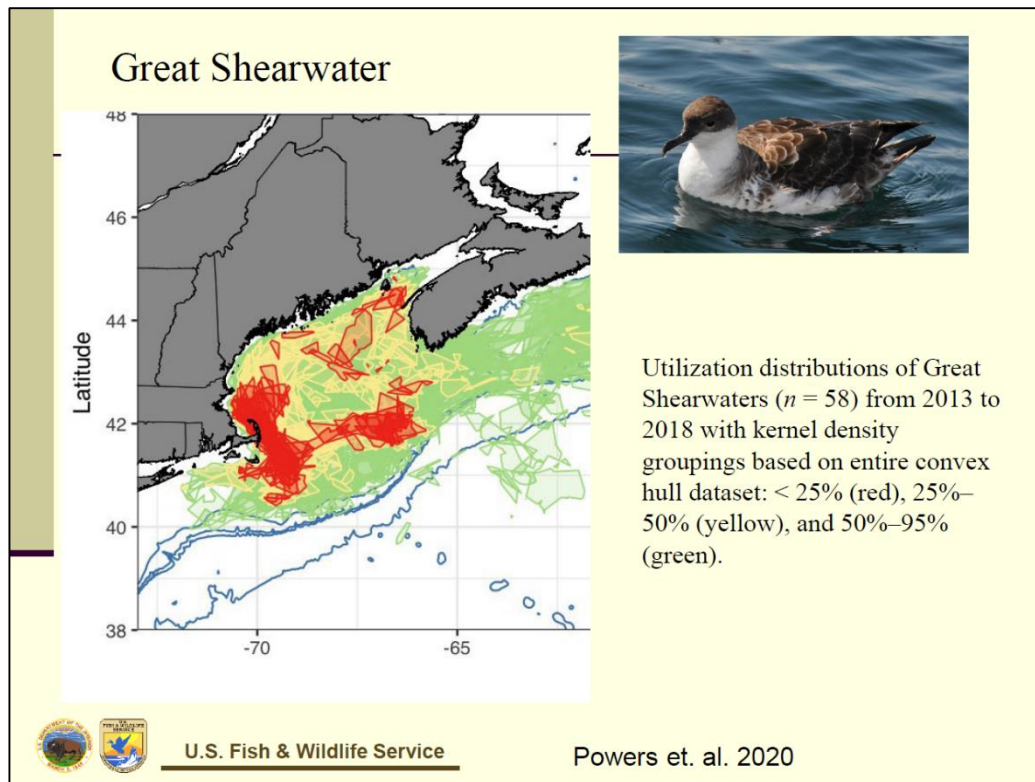 Great Shearwater
48
46
44
42
40
38
Latitude
-70
-65
Utilization distributions of Great
Shearwaters (n = 58) from 2013 to
2018 with kernel density
groupings based on entire convex
hull dataset: < 25% (red), 25%–
50% (yellow), and 50%–95%
(green).
U.S. Fish & Wildlife Service
Powers et. al. 2020